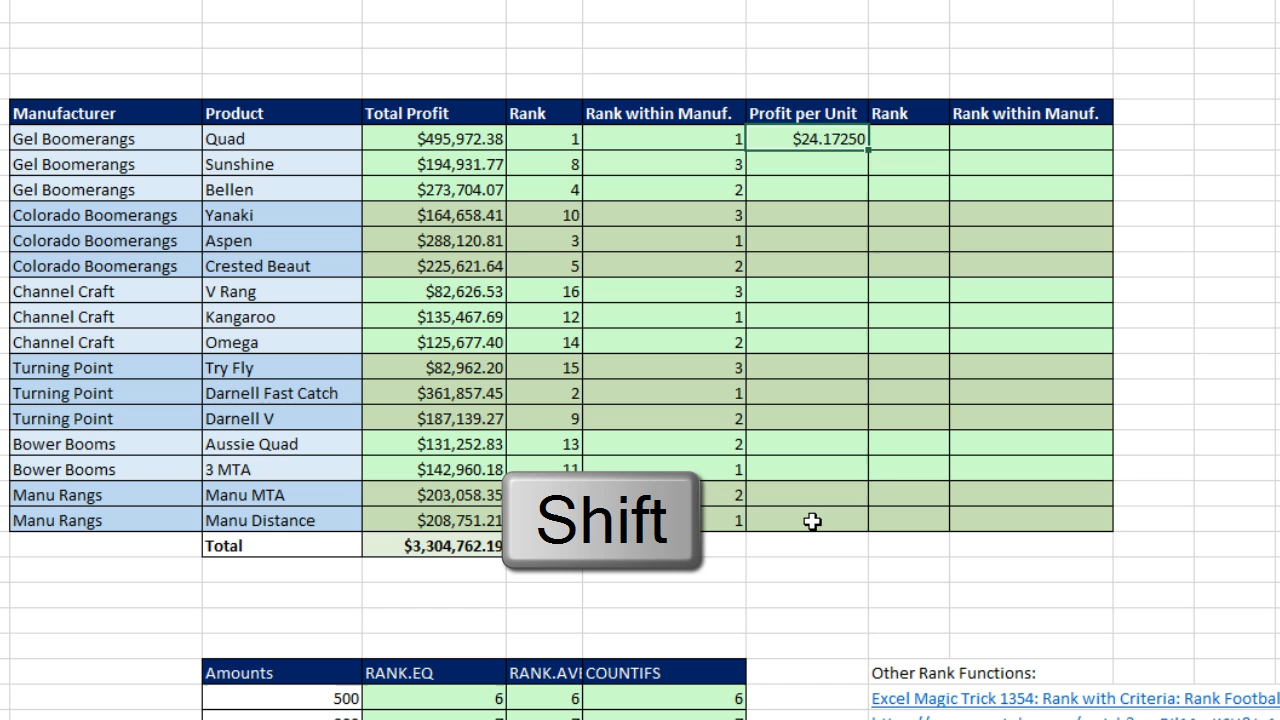 Manufacturer Product Total Profit Rank Rank within Manuf. Profit per Unit Rank Rank within Manuf.
Gel Boomerangs Quad $495,972.38 1 1 $24.17250
Gel Boomerangs Sunshine $194,931.77 8 3
Gel Boomerangs Bellen $273,704.07 4 2
Colorado Boomerangs Yanaki $164,658.41 10 3
Colorado Boomerangs Aspen $288,120.81 3 1
Colorado Boomerangs Crested Beaut $225,621.64 5 2
Channel Craft V Rang $82,626.53 16 3
Channel Craft Kangaroo $135,467.69 12 1
Channel Craft Omega $125,677.40 14 2
Turning Point Try Fly $82,962.20 15 3
Turning Point Darnell Fast Catch $361,857.45 2 1
Turning Point Darnell V $187,139.27 9 2
Bower Booms Aussie Quad $131,252.83 13 2
Bower Booms 3 MTA $142,960.18 11 1
Manu Rangs Manu MTA $203,058.35 2
Manu Rangs Manu Distance $208,751.21 1
Shift
Total $3,304,762.19
Amounts RANK.EQ RANK.AVE COUNTIFS Other Rank Functions:
500 6 6 6 Excel Magic Trick 1354: Rank with Criteria: Rank Footbal